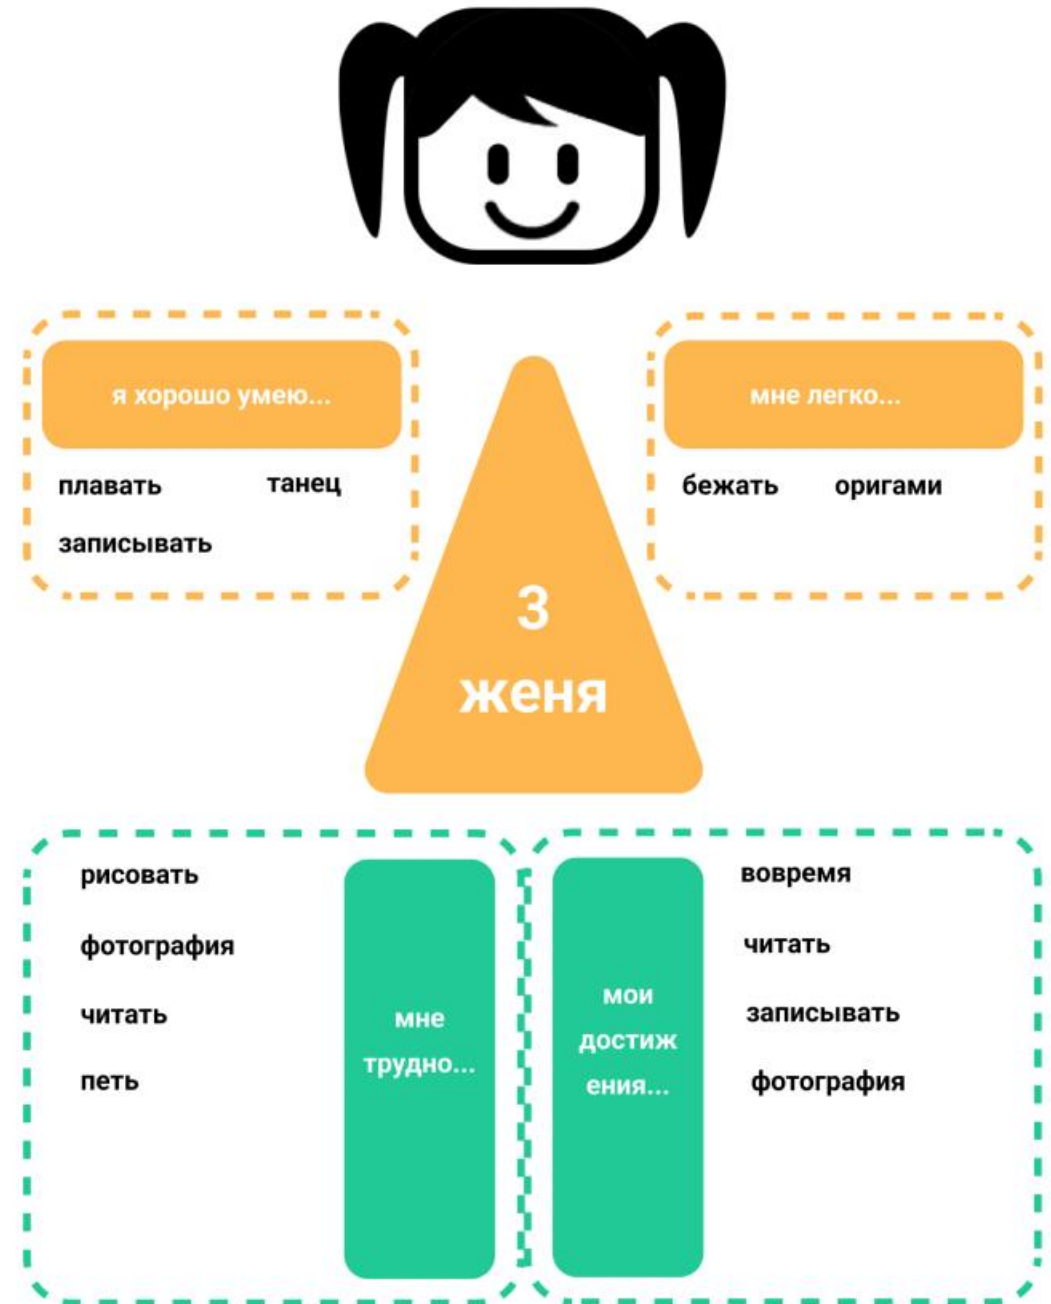 я хорошо умею...
плавать танец
записывать
мне легко...
бежать оригами
3
женя
рисовать
фотография
читать
петь
мне
трудно...
мои
достиж
ения...
вовремя
читать
записывать
фотография